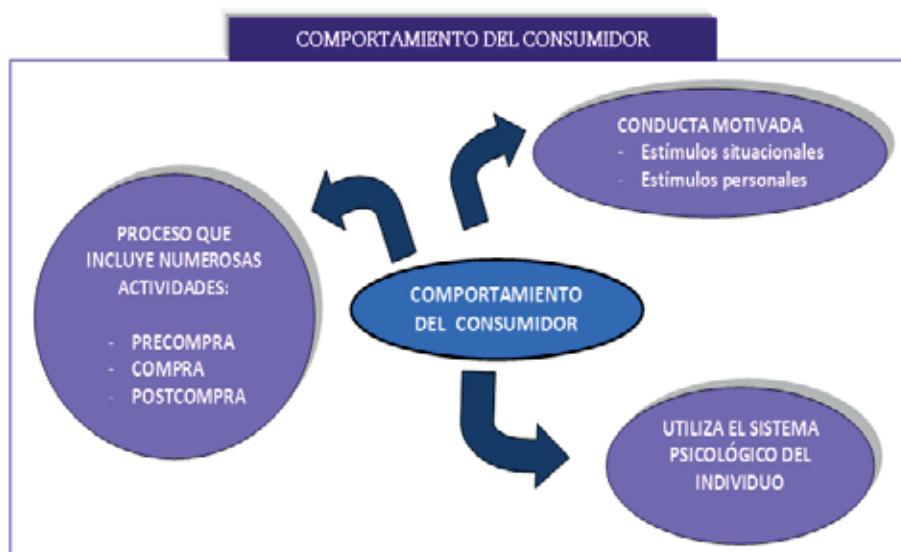 COMPORTAMIENTO DEL CONSUMIDOR
CONDUCTA MOTIVADA
- Estímulos situacionales
- Estímulos personales
PROCESO QUE
INCLUYE NUMEROSAS
ACTIVIDADES:
- PRECOMPRA
- COMPRA
- POSTCOMPRA
COMPORTAMIENTO
DEL CONSUMIDOR
UTILIZA EL SISTEMA
PSICOLÓGICO DEL
INDIVIDUO